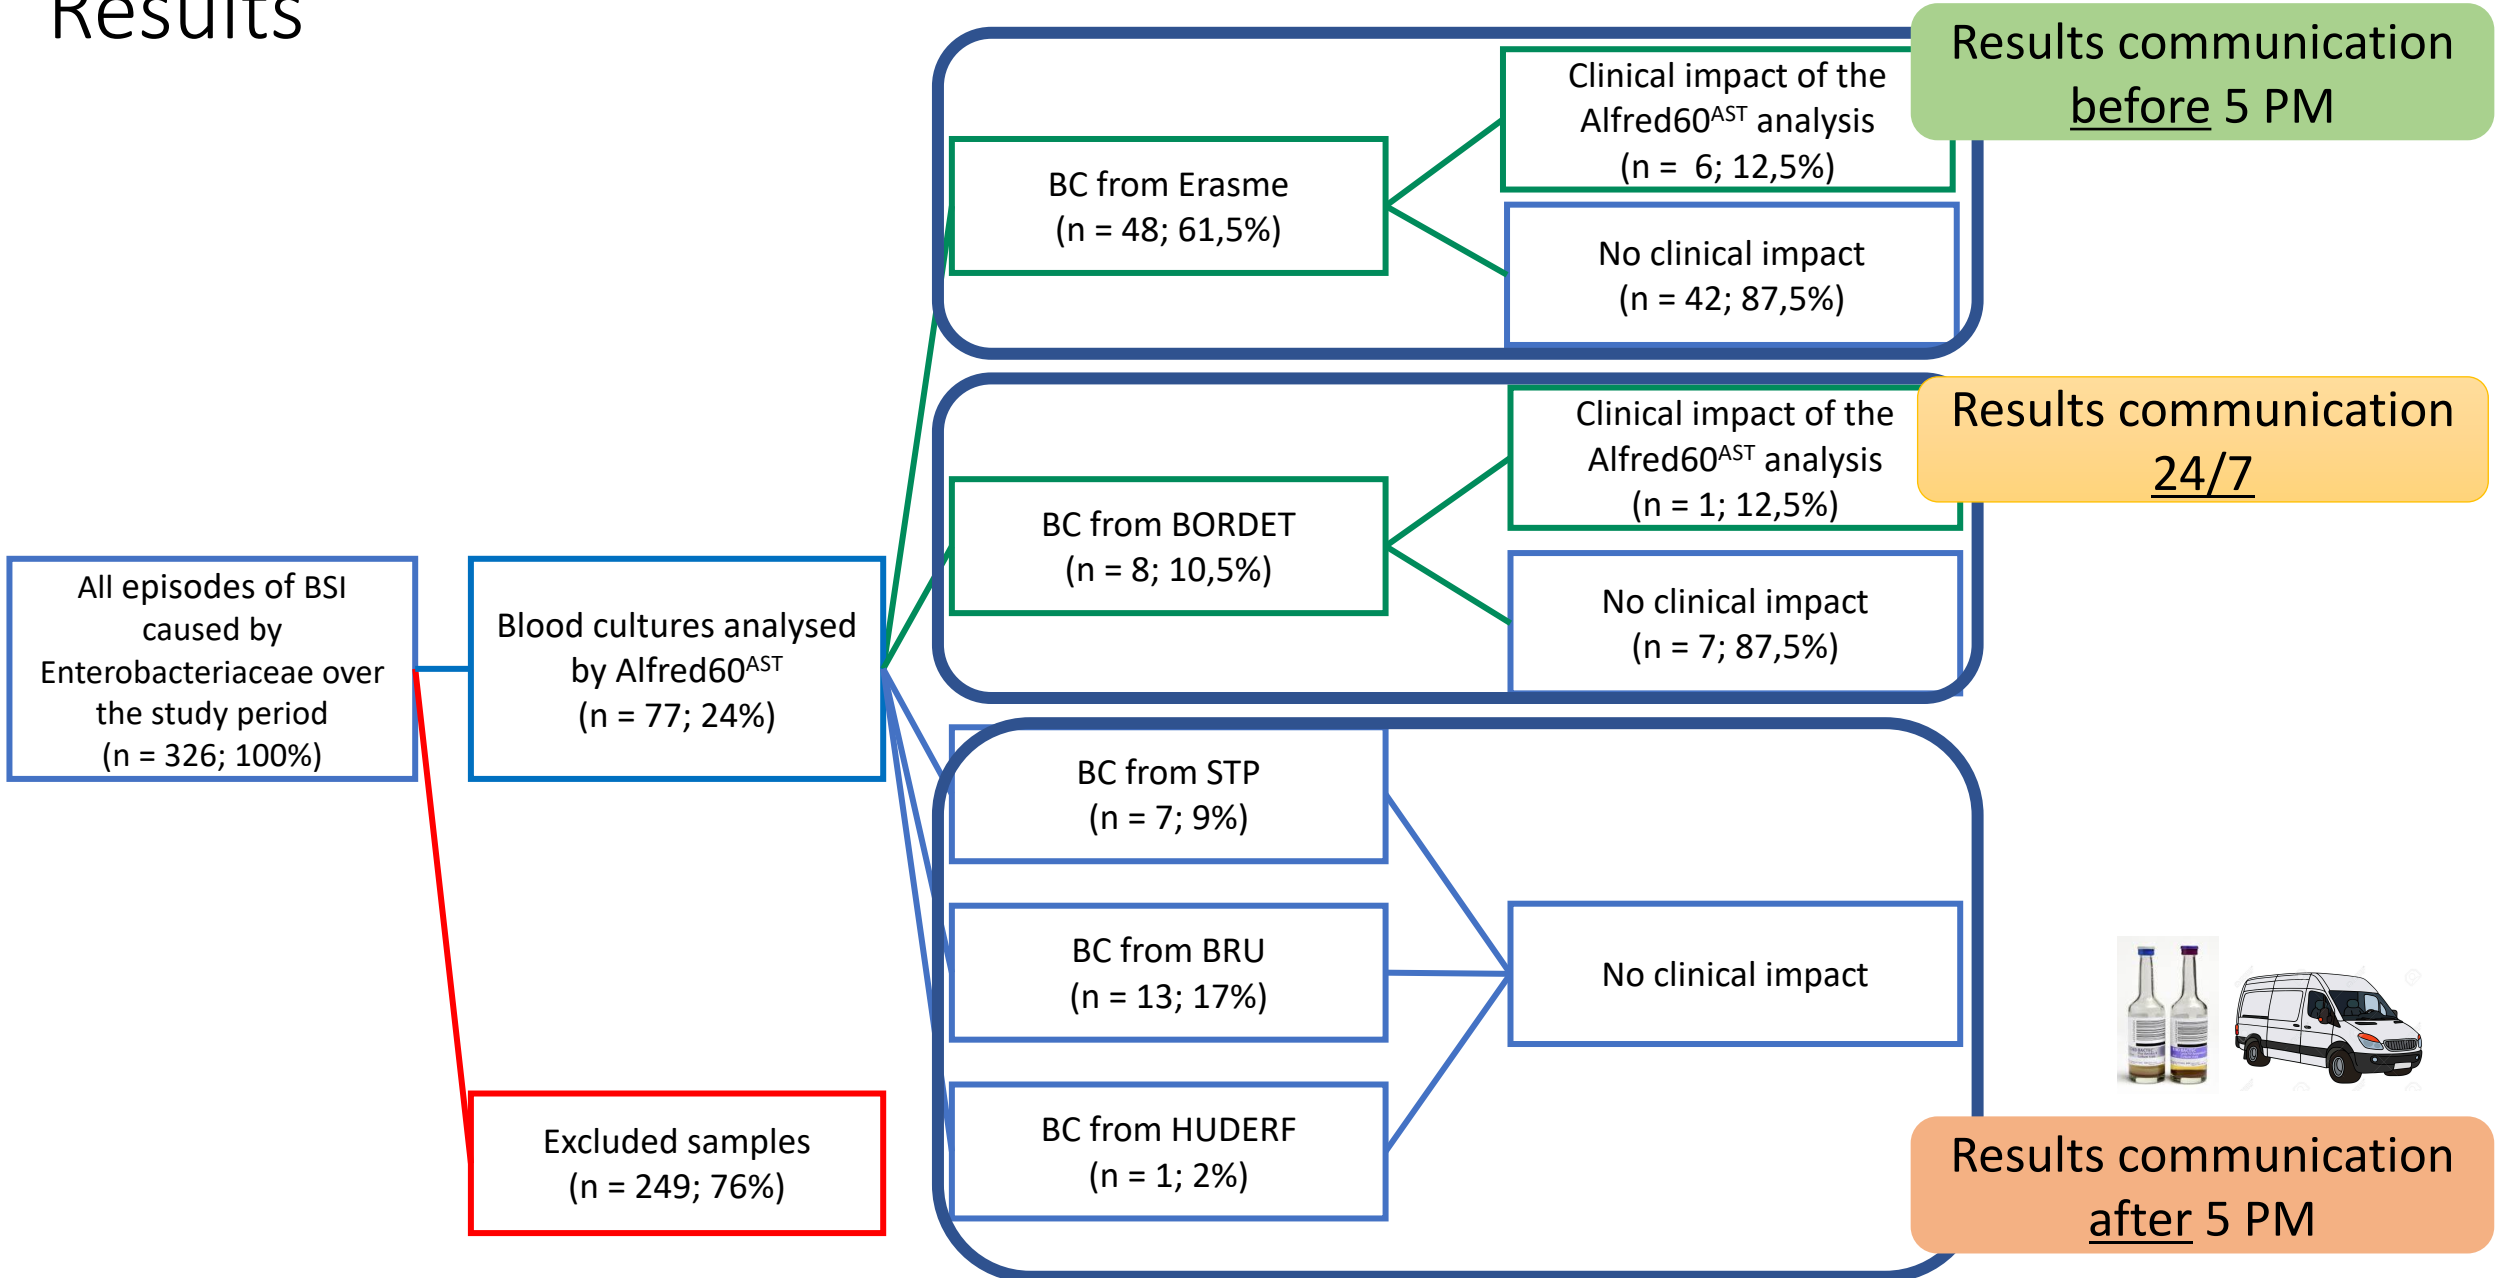 Results
Results communication
before 5 PM
Clinical impact of the
Alfred60AST analysis
(n = 6; 12,5%)
BC from Erasme
(n = 48; 61,5%)
No clinical impact
(n = 42; 87,5%)
Results communication
24/7
Clinical impact of the
Alfred60AST analysis
(n = 1; 12,5%)
BC from BORDET
(n = 8; 10,5%)
No clinical impact
(n = 7; 87,5%)
All episodes of BSI
caused by
Enterobacteriaceae over
the study period
(n = 326; 100%)
Blood cultures analysed
by Alfred60AST
(n = 77; 24%)
BC from STP
(n = 7; 9%)
BC from BRU
(n = 13; 17%)
No clinical impact
BC from HUDERF
(n = 1; 2%)
Excluded samples
(n = 249; 76%)
Results communication
after 5 PM